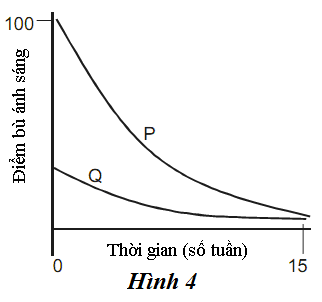 100
Điểm bù ánh sáng
P
Q
Thời gian (số tuần)
0
15
Hình 4